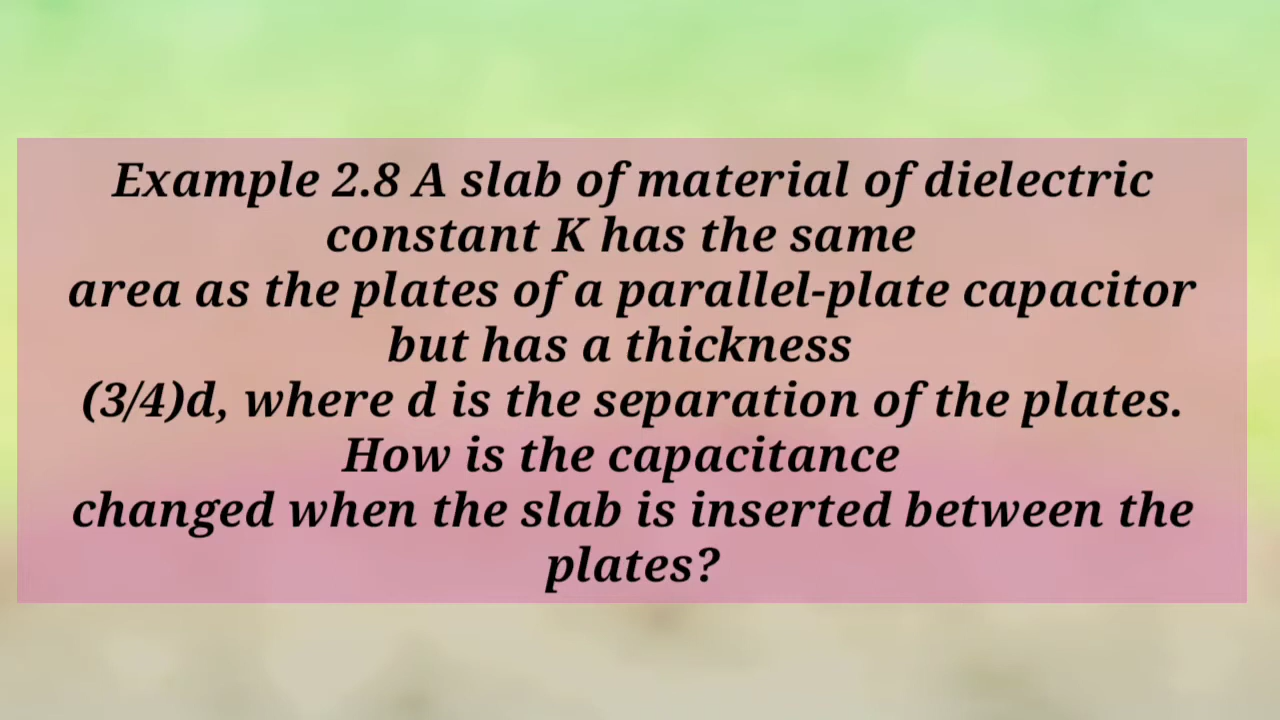 Example 2.8 A slab of material of dielectric
constant K has the same
area as the plates of a parallel-plate capacitor
but has a thickness
(3/4)d, where d is the separation of the plates.
How is the capacitance
changed when the slab is inserted between the
plates?